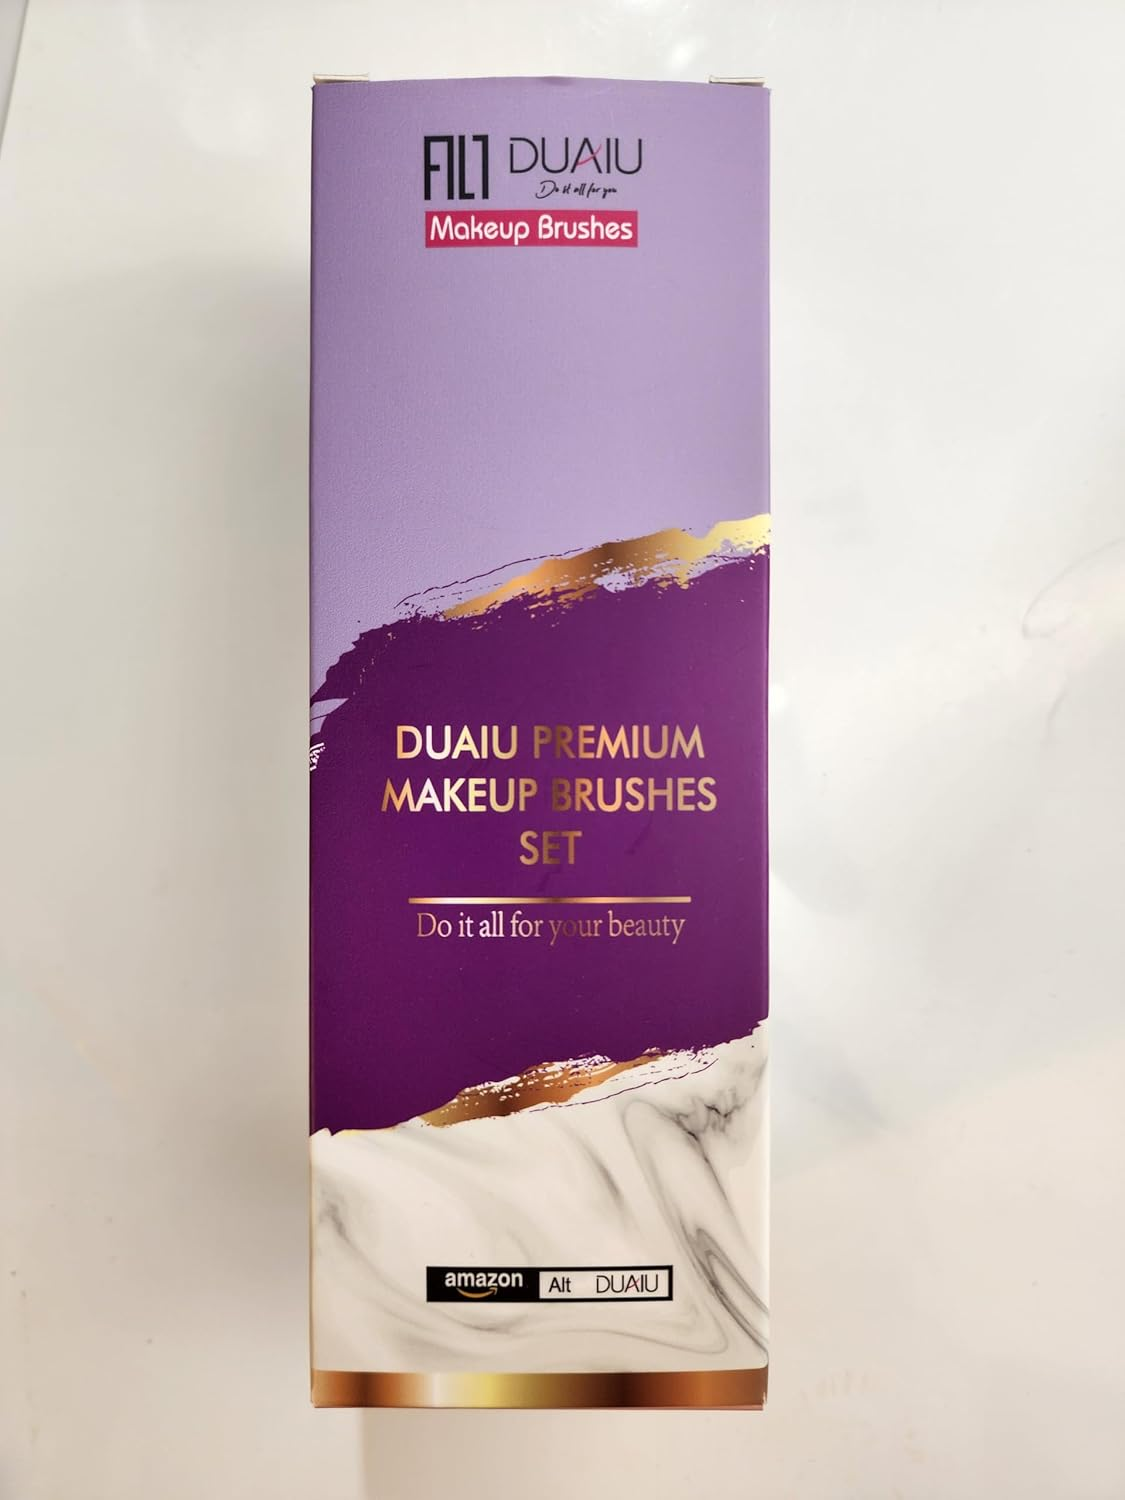 ALT DUAIU
Do it all for you
Makeup Brushes
DUAIU PREMIUM
MAKEUP BRUSHES
SET
Do it all for your beauty
amazon Alt DUAIU